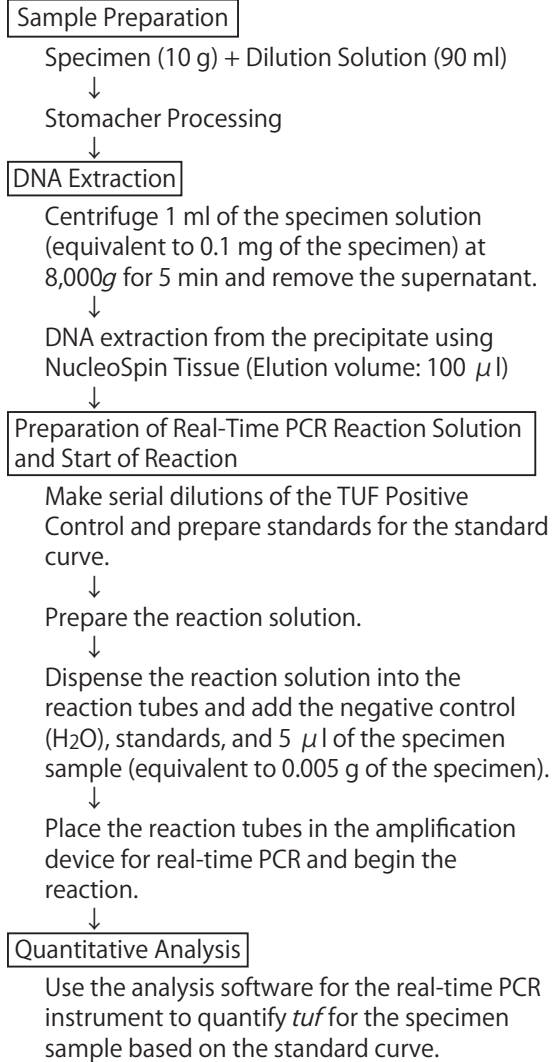 Sample Preparation
Specimen (10 g) + Dilution Solution (90 ml)
↓
Stomacher Processing
↓
DNA Extraction
Centrifuge 1 ml of the specimen solution
(equivalent to 0.1 mg of the specimen) at
8,000g for 5 min and remove the supernatant.
↓
DNA extraction from the precipitate using
NucleoSpin Tissue (Elution volume: 100 μl)
↓
Preparation of Real-Time PCR Reaction Solution
and Start of Reaction
Make serial dilutions of the TUF Positive
Control and prepare standards for the standard
curve.
↓
Prepare the reaction solution.
↓
Dispense the reaction solution into the
reaction tubes and add the negative control
(H2O), standards, and 5 μl of the specimen
sample (equivalent to 0.005 g of the specimen).
↓
Place the reaction tubes in the amplification
device for real-time PCR and begin the
reaction.
↓
Quantitative Analysis
Use the analysis software for the real-time PCR
instrument to quantify tuf for the specimen
sample based on the standard curve.